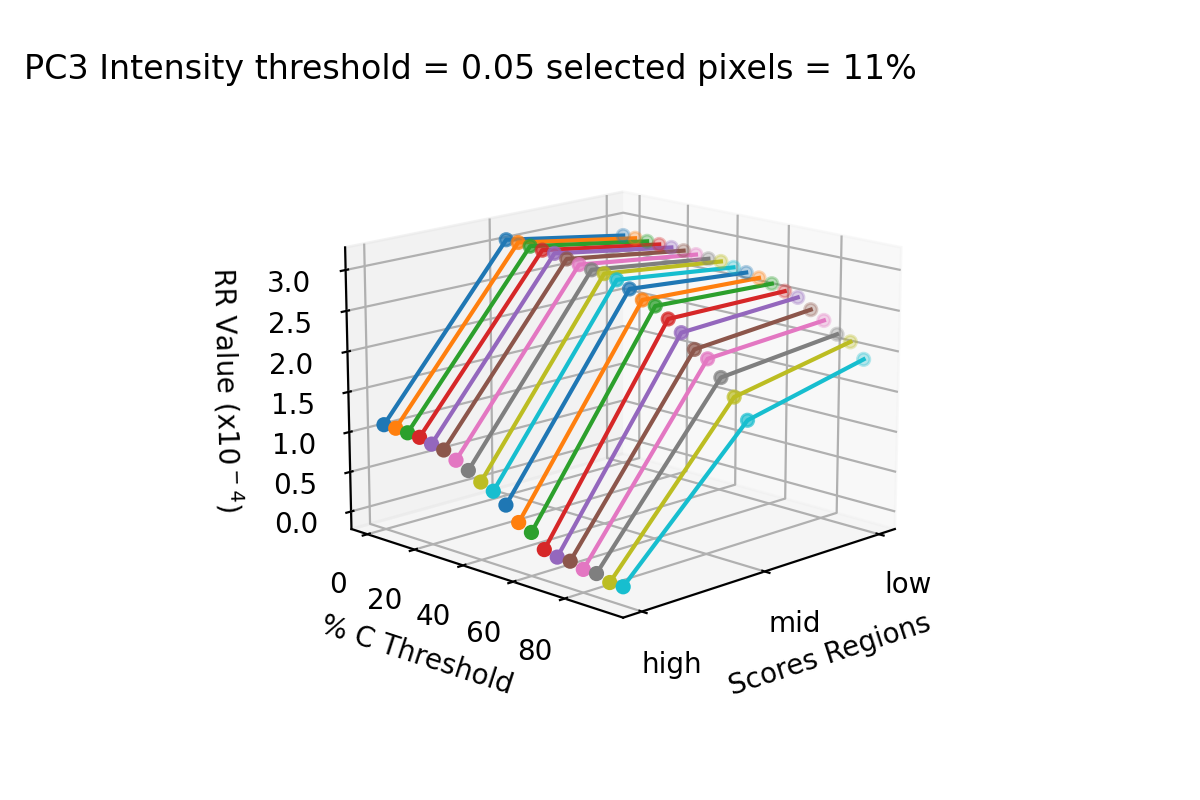 PC3 Intensity threshold = 0.05 selected pixels = 11%
RR Value (x10⁻⁴)
3.0
2.5
2.0
1.5
1.0
0.5
0.0
0
20
40
60
80
% C Threshold
high
mid
low
Scores Regions